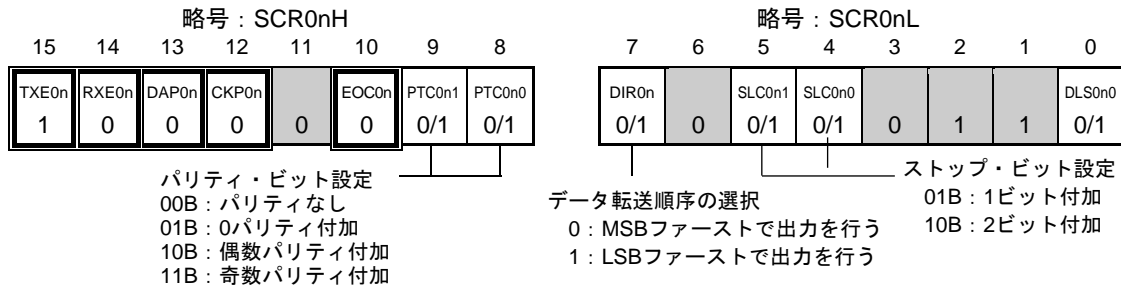 略号：SCR0nH
15 14 13 12 11 10 9 8
TXE0n RXE0n DAP0n CKP0n EOC0n PTC0n1 PTC0n0
1 0 0 0 0 0 0/1 0/1
パリティ・ビット設定
00B：パリティなし
01B：0パリティ付加
10B：偶数パリティ付加
11B：奇数パリティ付加
略号：SCR0nL
7 6 5 4 3 2 1 0
DIR0n SLC0n1 SLC0n0 DLS0n0
0/1 0 0/1 0/1 0 1 1 0/1
データ転送順序の選択
0：MSBファーストで出力を行う
1：LSBファーストで出力を行う
ストップ・ビット設定
01B：1ビット付加
10B：2ビット付加